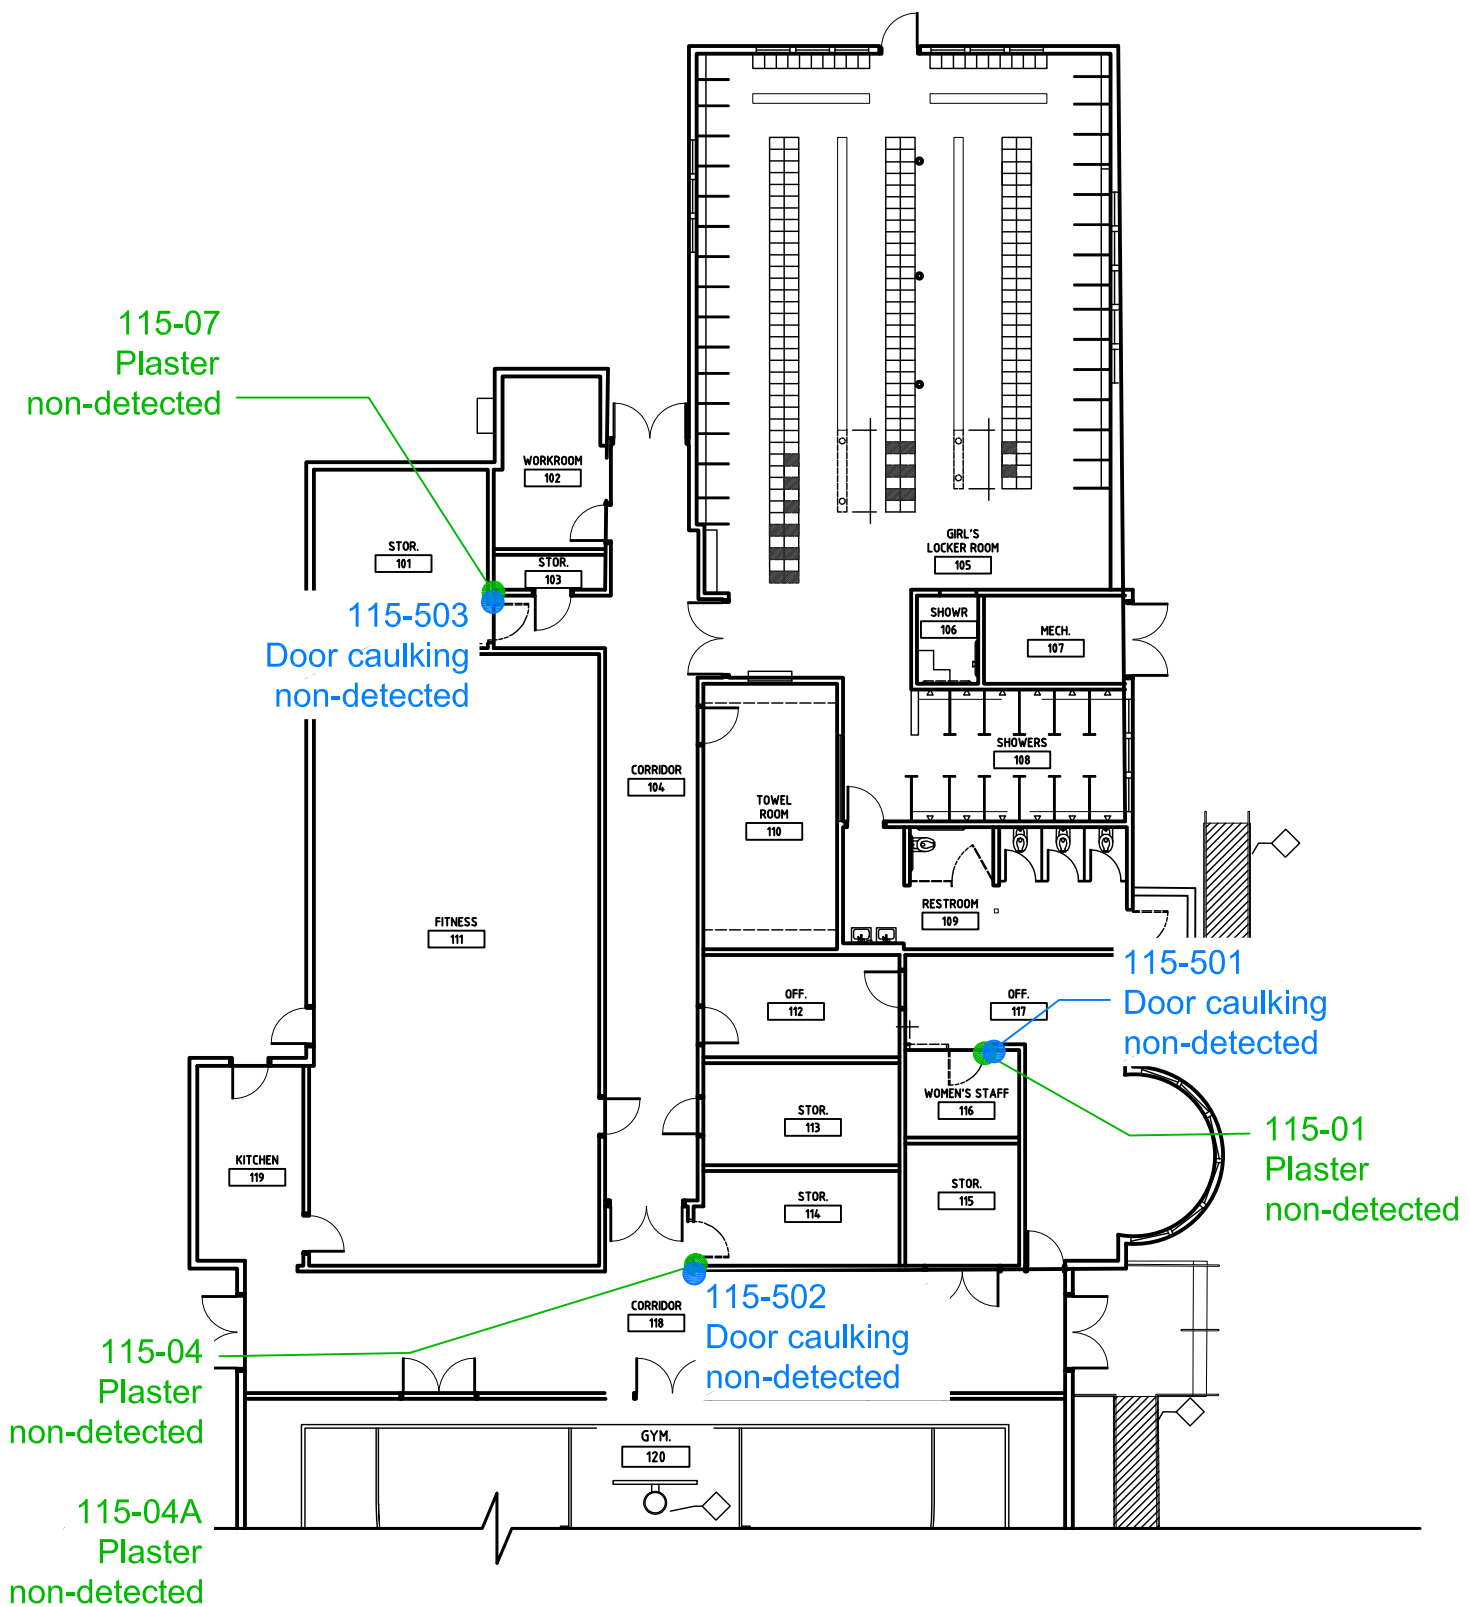 115-07
Plaster
non-detected
WORKROOM
102
STOR.
101
STOR.
103
GIRL'S
LOCKER ROOM
105
115-503
Door caulking
non-detected
SHOWR
106
MECH.
107
SHOWERS
108
CORRIDOR
104
TOWEL
ROOM
110
FITNESS
111
RESTROOM
109
115-501
Door caulking
non-detected
OFF.
112
OFF.
117
WOMEN'S STAFF
116
STOR.
113
115-01
Plaster
non-detected
KITCHEN
119
STOR.
114
STOR.
115
115-502
Door caulking
non-detected
CORRIDOR
118
115-04
Plaster
non-detected
GYM.
120
115-04A
Plaster
non-detected